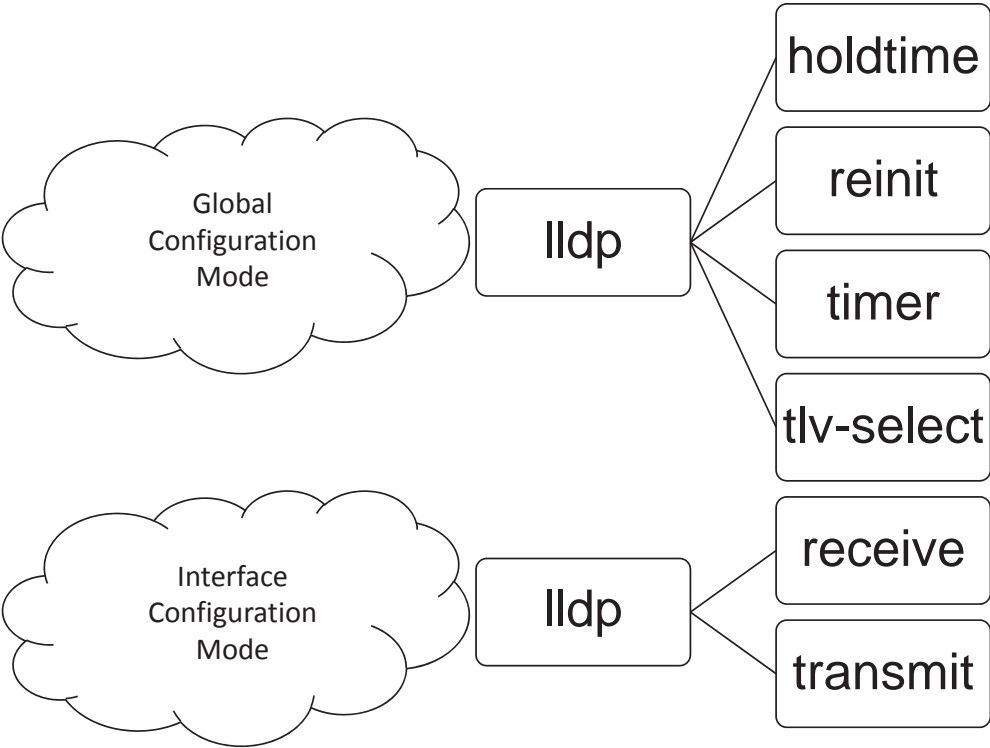 Global
Configuration
Mode
lldp
holdtime
reinit
timer
tlv-select
Interface
Configuration
Mode
lldp
receive
transmit